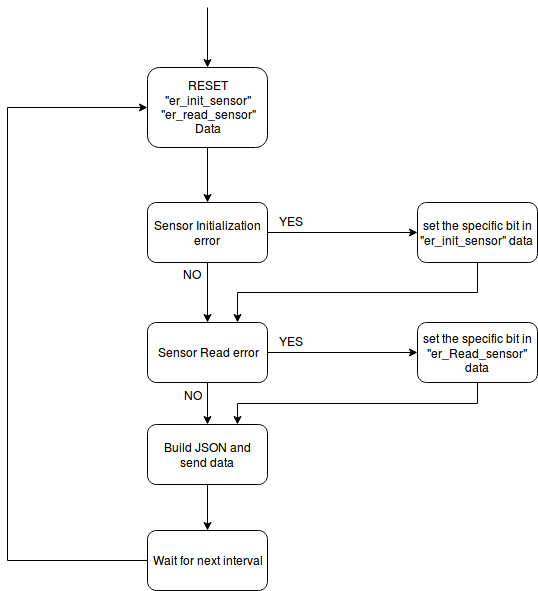 RESET
"er_init_sensor"
"er_read_sensor"
Data
Sensor Initialization
error
YES
set the specific bit in
"er_init_sensor" data
NO
Sensor Read error
YES
set the specific bit in
"er_Read_sensor"
data
NO
Build JSON and
send data
Wait for next interval